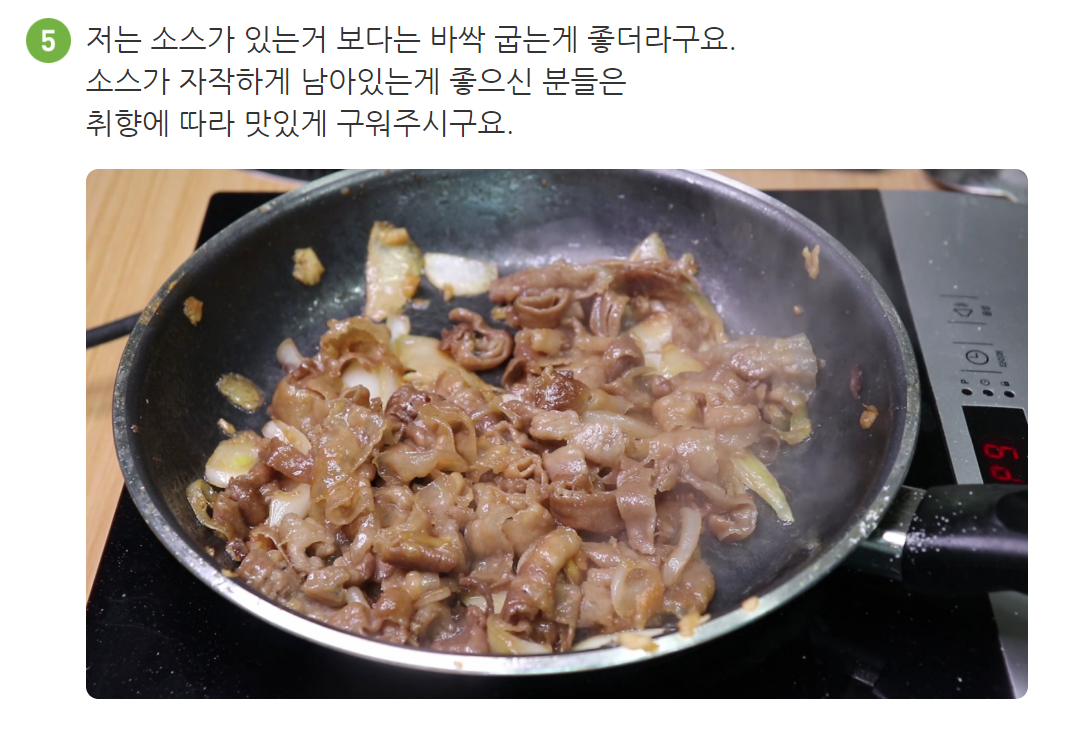 5
저는 소스가 있는거 보다는 바싹 굽는게 좋더라구요.
소스가 자작하게 남아있는게 좋으신 분들은
취향에 따라 맛있게 구워주시구요.
P9